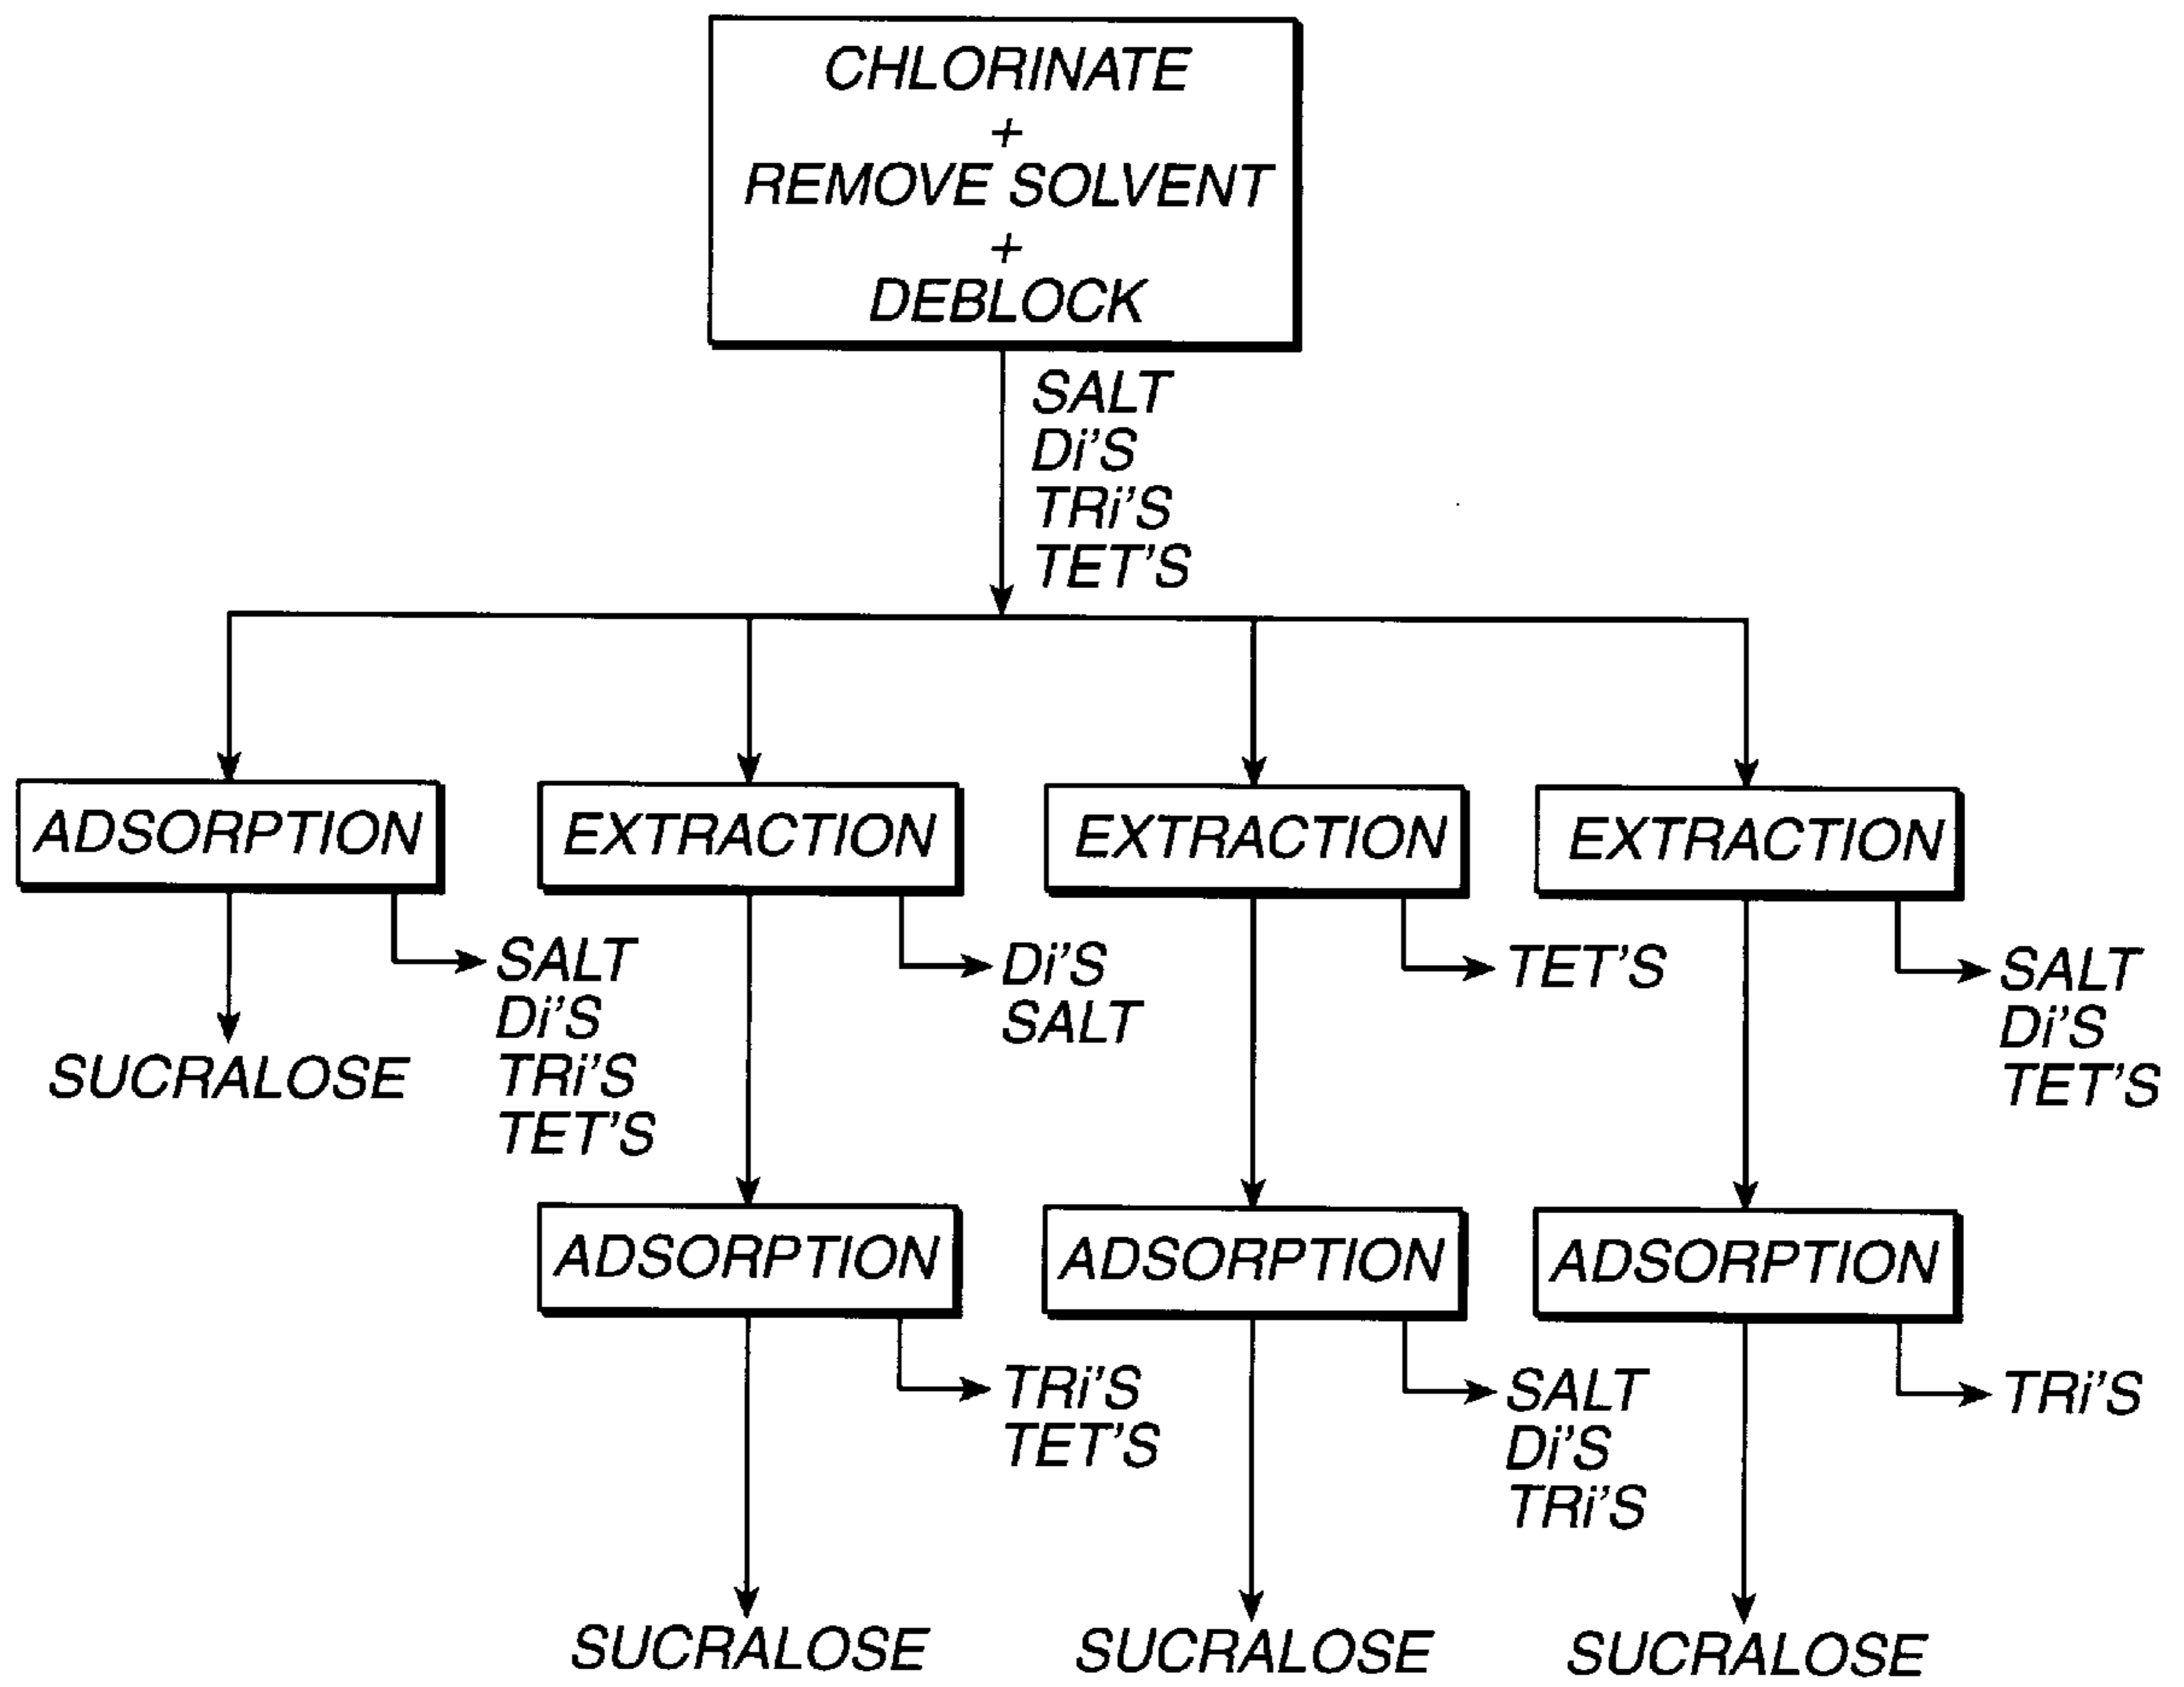 CHLORINATE
+
REMOVE SOLVENT
+
DEBLOCK
SALT
Di'S
TRi'S
TET'S
ADSORPTION
SALT
Di'S
TRi'S
TET'S
SUCRALOSE
EXTRACTION
Di'S
SALT
ADSORPTION
TRi'S
TET'S
SUCRALOSE
EXTRACTION
TET'S
ADSORPTION
SALT
Di'S
TRi'S
SUCRALOSE
EXTRACTION
SALT
Di'S
TET'S
ADSORPTION
TRi'S
SUCRALOSE